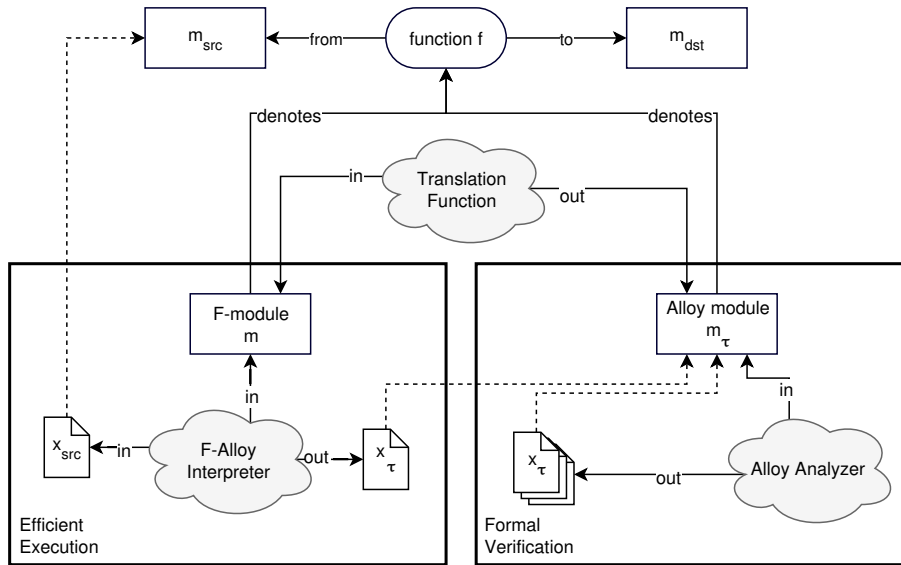 m_src
from
function f
to
m_dst
denotes
denotes
in
Translation
Function
out
F-module
m
Alloy module
m_τ
in
in
x_src
in
F-Alloy
Interpreter
out
x_τ
x_τ
out
Alloy Analyzer
Efficient
Execution
Formal
Verification